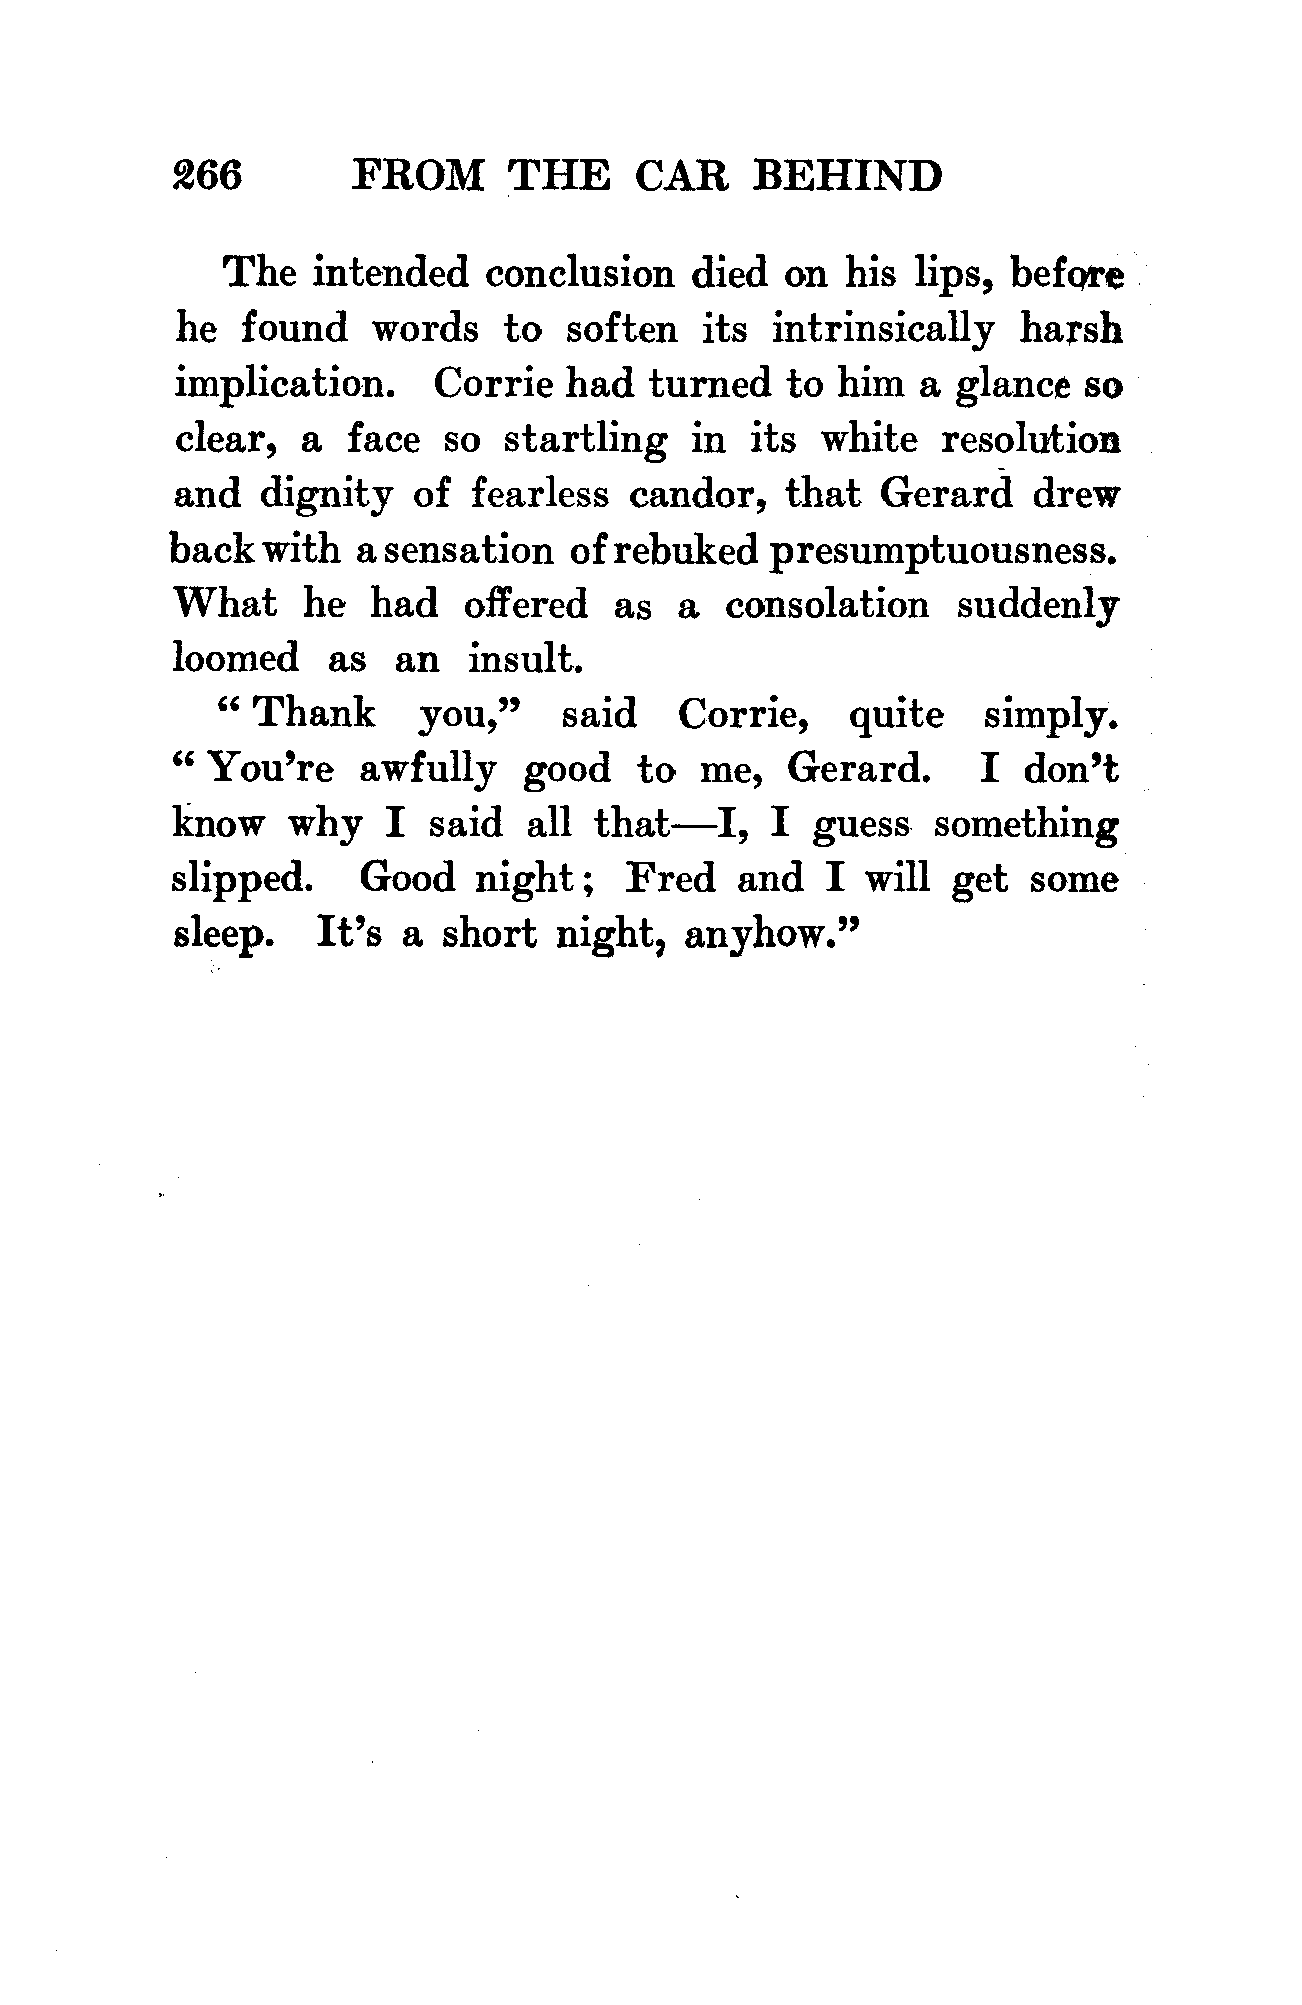 266 FROM THE CAR BEHIND
The intended conclusion died on his lips, before
he found words to soften its intrinsically harsh
implication. Corrie had turned to him a glance so
clear, a face so startling in its white resolution
and dignity of fearless candor, that Gerard drew
back with a sensation of rebuked presumptuousness.
What he had offered as a consolation suddenly
loomed as an insult.
“ Thank you,” said Corrie, quite simply.
“ You’re awfully good to me, Gerard. I don’t
know why I said all that—I, I guess something
slipped. Good night ; Fred and I will get some
sleep. It’s a short night, anyhow.”